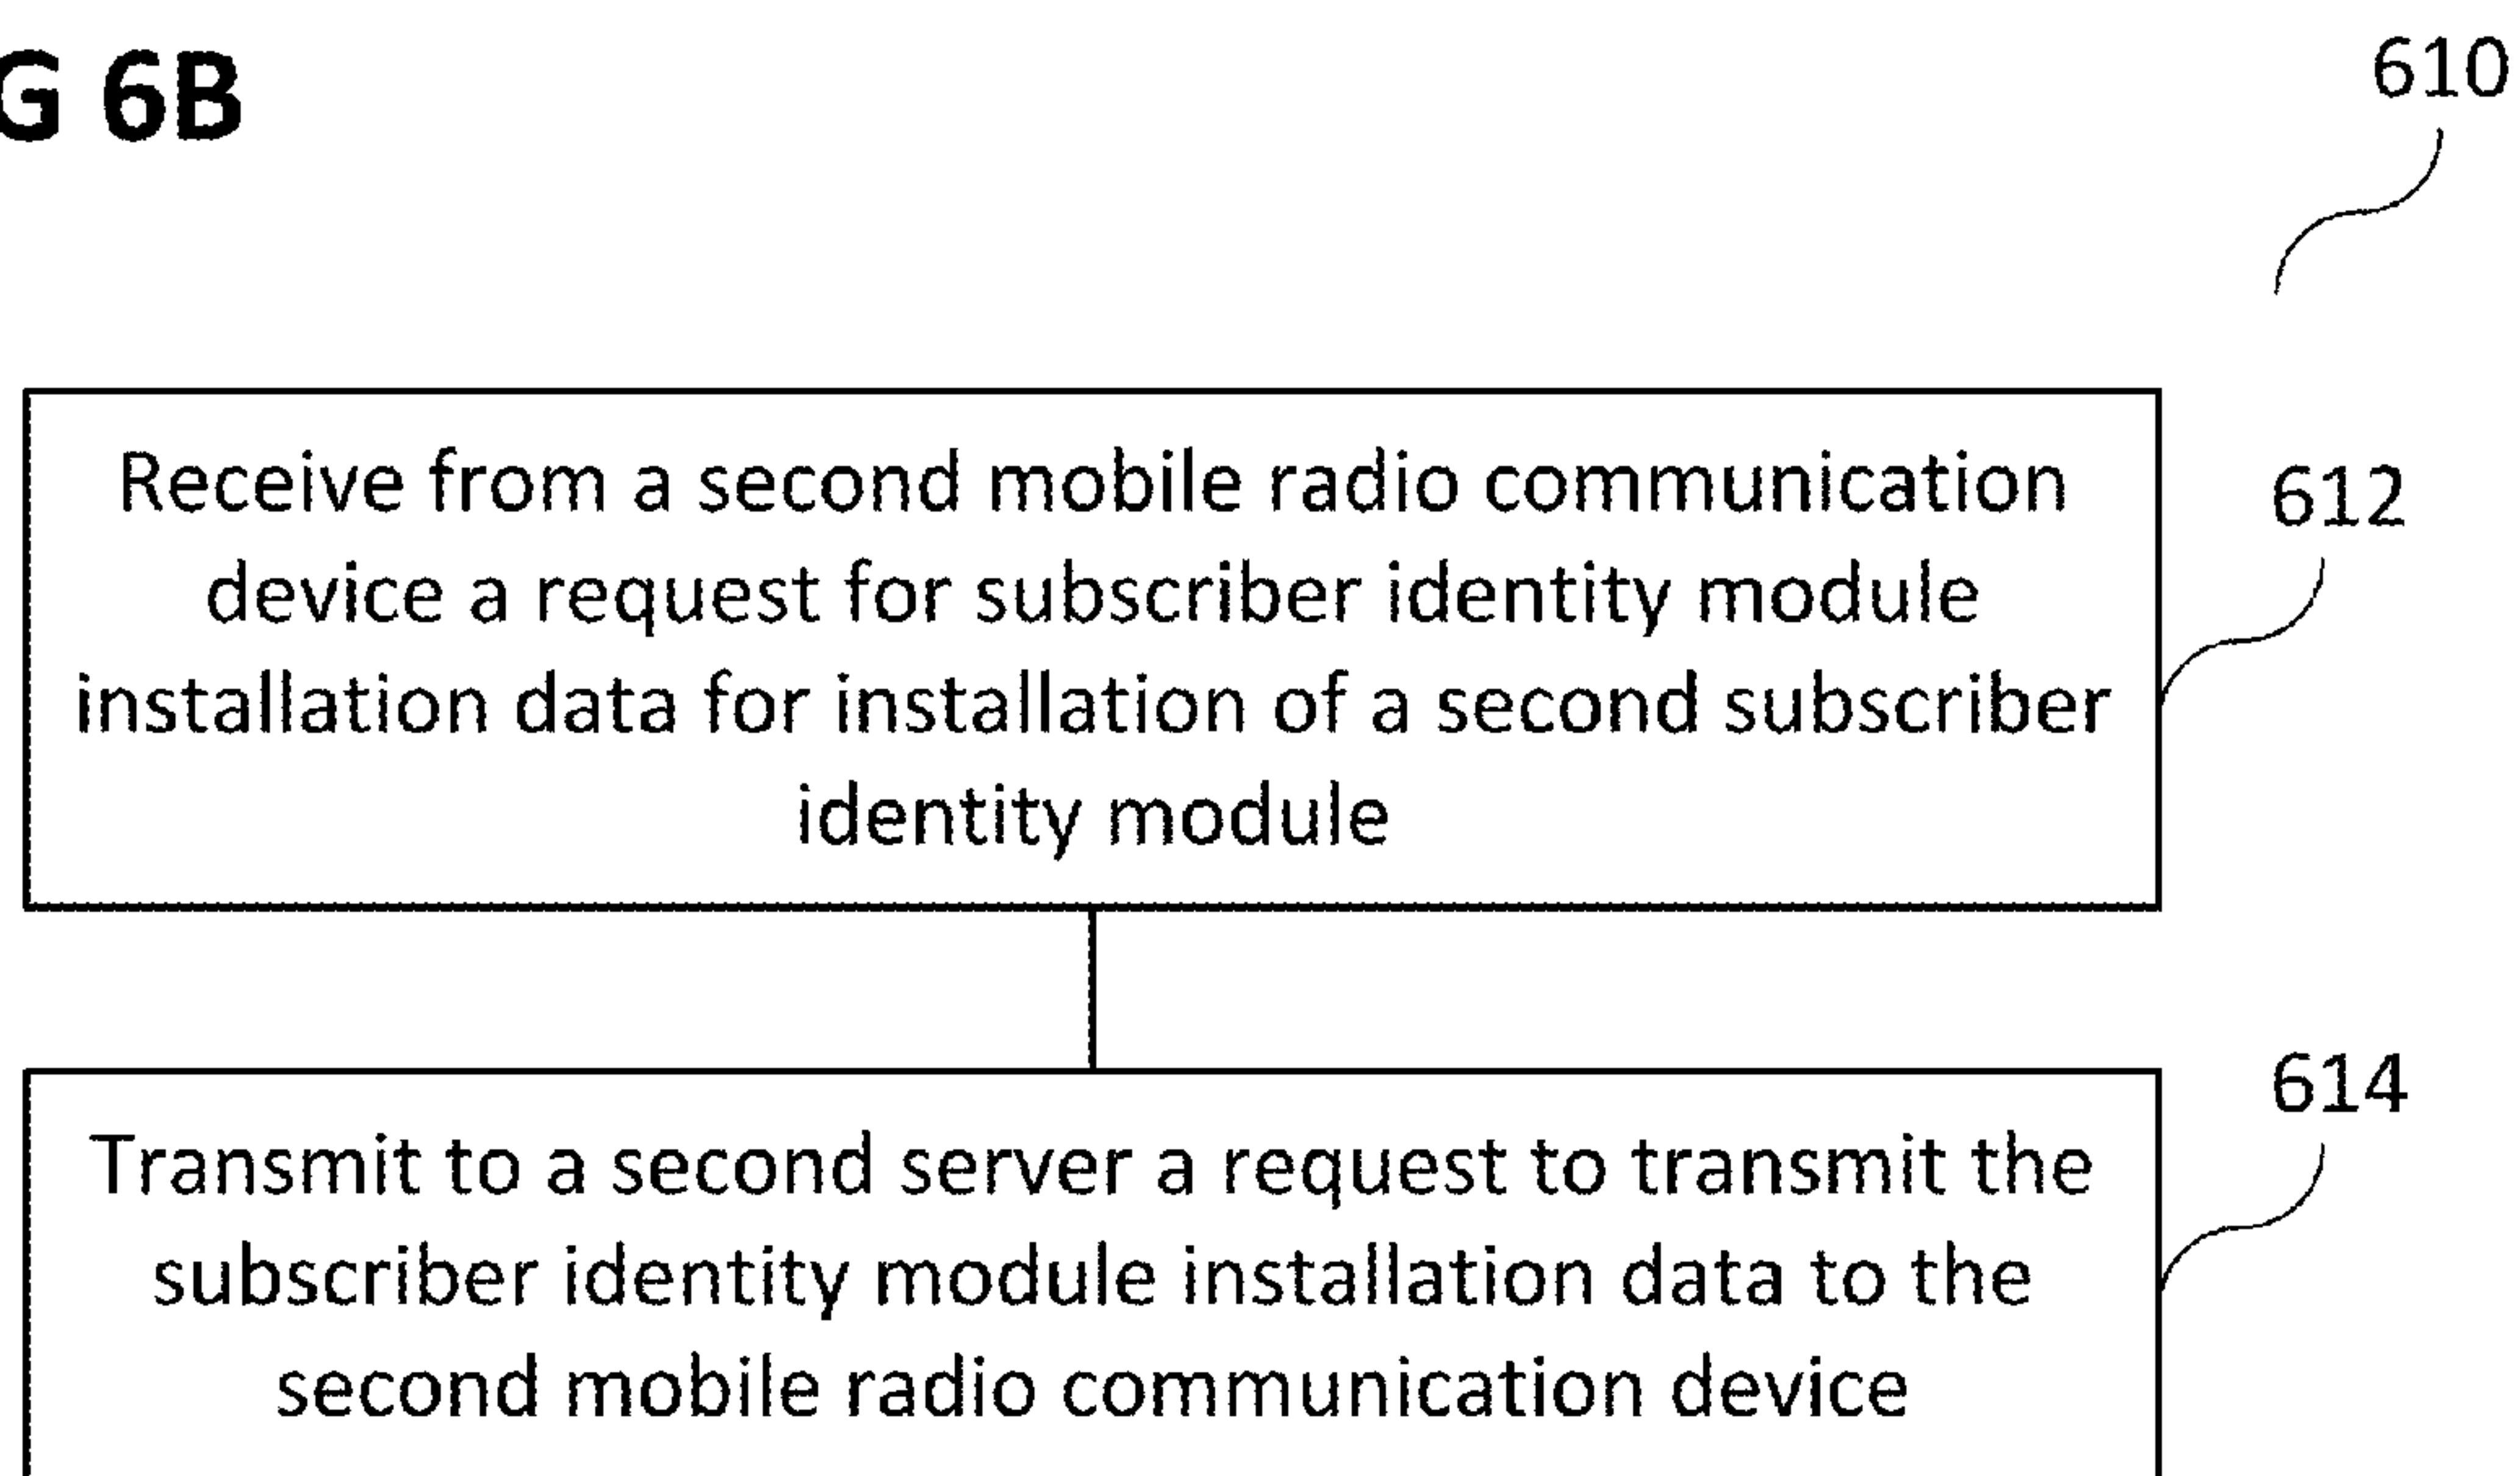 G 6B
610
Receive from a second mobile radio communication
device a request for subscriber identity module
installation data for installation of a second subscriber
identity module
612
Transmit to a second server a request to transmit the
subscriber identity module installation data to the
second mobile radio communication device
614